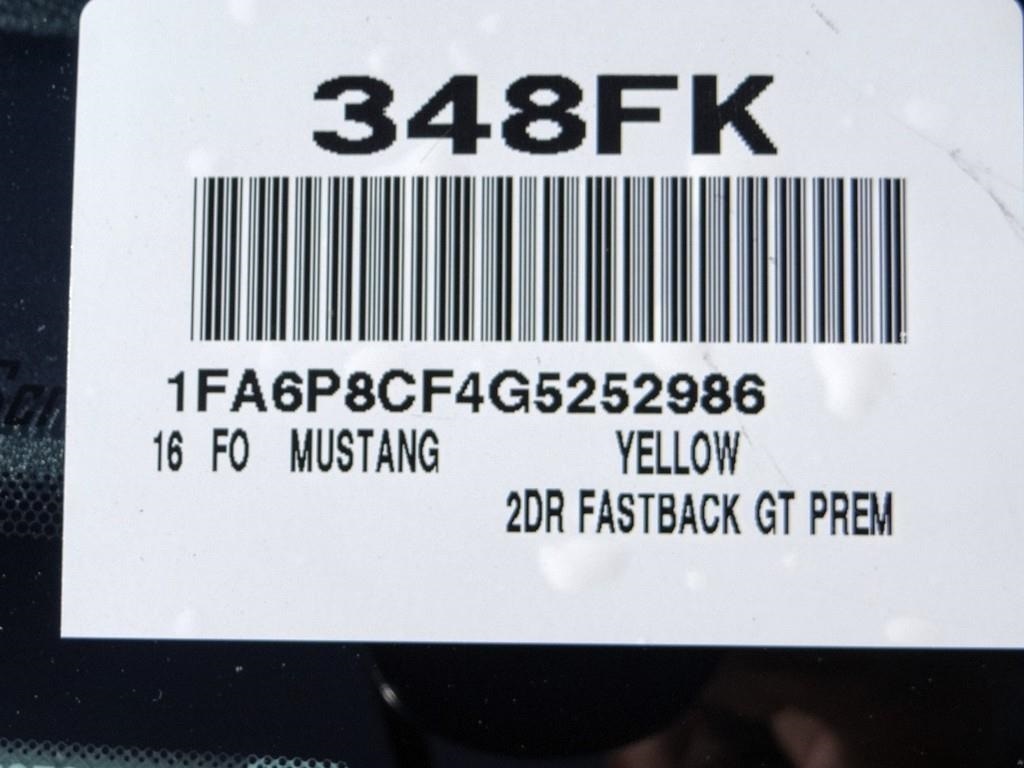 348FK
1FA6P8CF4G5252986
16 FO MUSTANG YELLOW
2DR FASTBACK GT PREM